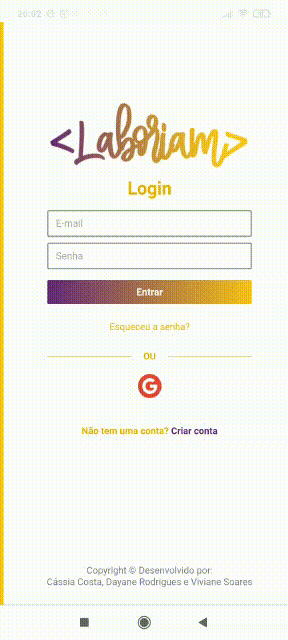 20:02
<Laboriam>
Login
E-mail
Senha
Entrar
Esqueceu a senha?
OU
G
Não tem uma conta? Criar conta
Copyright © Desenvolvido por:
Cássia Costa, Dayane Rodrigues e Viviane Soares